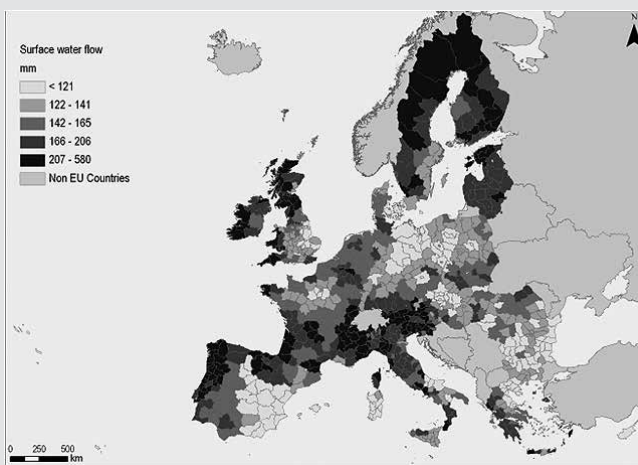 N
Surface water flow
mm
< 121
122 - 141
142 - 165
166 - 206
207 - 580
Non EU Countries
0 250 500
km